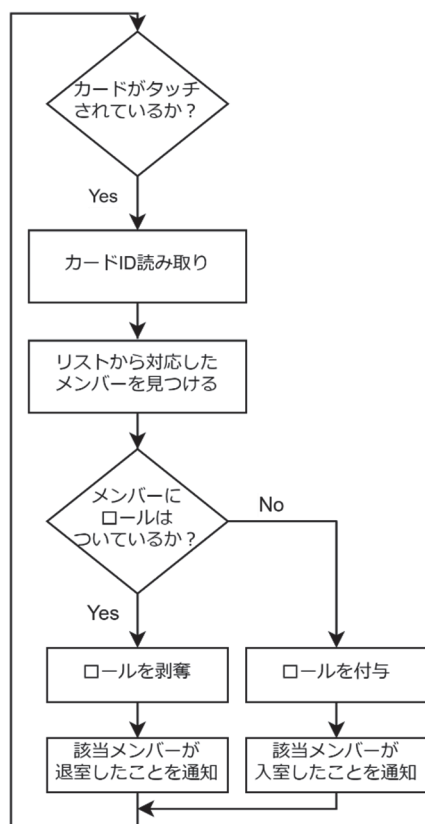 カードがタッチ
されているか？
Yes
カードID読み取り
リストから対応した
メンバーを見つける
メンバーに
ロールは
ついているか？
No
Yes
ロールを剥奪
ロールを付与
該当メンバーが
退室したことを通知
該当メンバーが
入室したことを通知